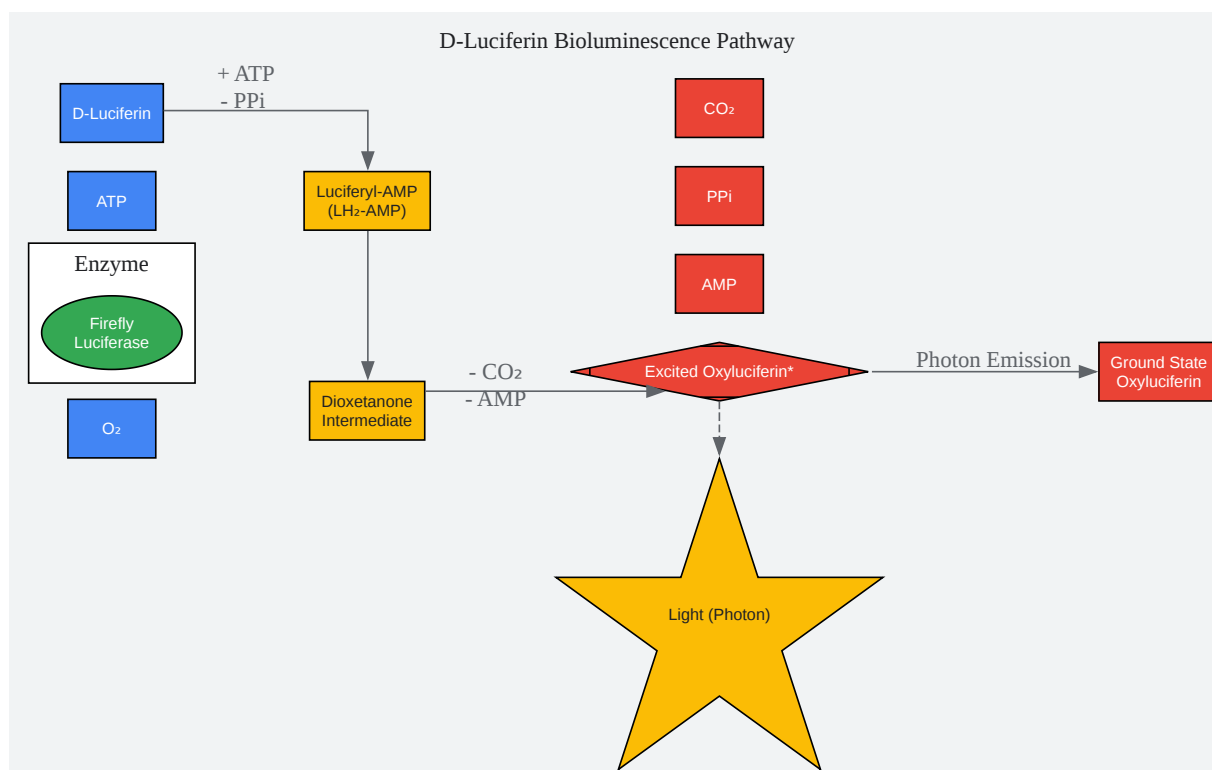 D-Luciferin Bioluminescence Pathway
+ ATP
- PPi
D-Luciferin
CO₂
ATP
Luciferyl-AMP
(LH₂-AMP)
PPi
Enzyme
Firefly
Luciferase
AMP
- CO₂
- AMP
Excited Oxyluciferin*
Photon Emission
Ground State
Oxyluciferin
Dioxetanone
Intermediate
O₂
Light (Photon)